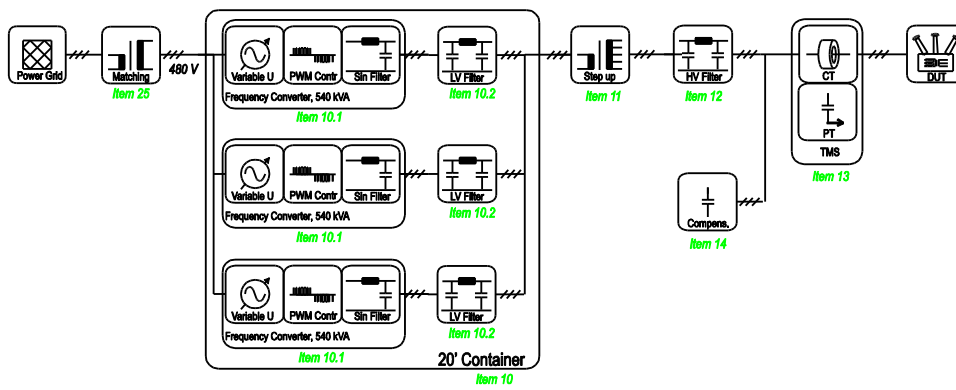 Power Grid
Matching
Item 25
480 V
Variable U
PWM Contr
Sin Filter
Frequency Converter, 540 kVA
Item 10.1
LV Filter
Item 10.2
Variable U
PWM Contr
Sin Filter
Frequency Converter, 540 kVA
Item 10.1
LV Filter
Item 10.2
Variable U
PWM Contr
Sin Filter
Frequency Converter, 540 kVA
Item 10.1
LV Filter
Item 10.2
20' Container
Item 10
Step up
Item 11
HV Filter
Item 12
Compens.
Item 14
CT
PT
TMS
Item 13
DUT